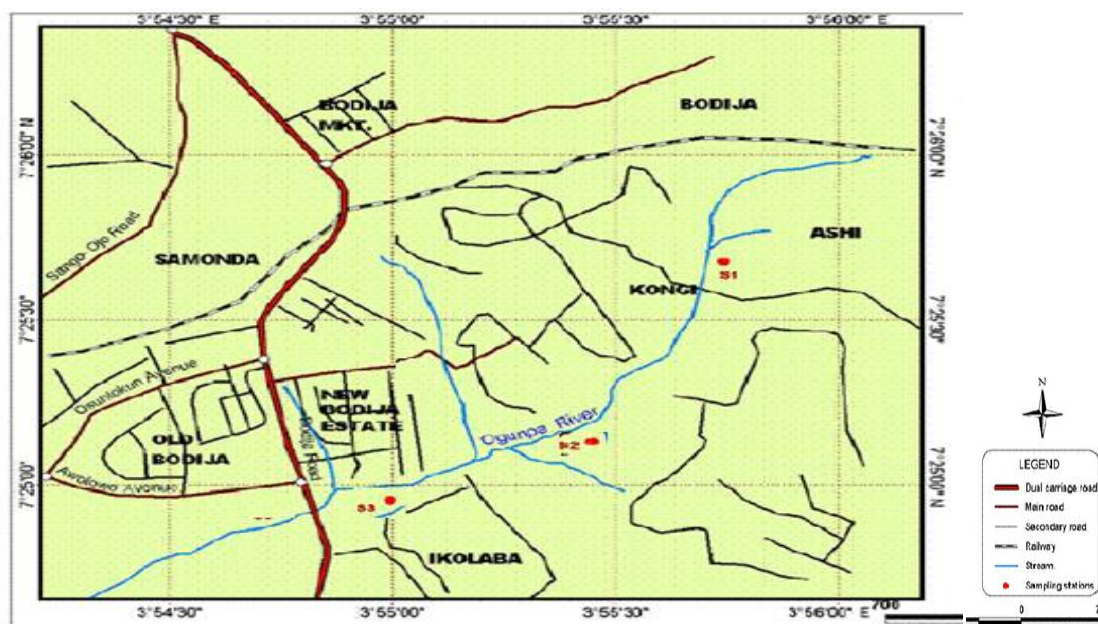 3°54'30" E
3°55'00"
3°55'30"
3°56'00" E
BODIJA
MKT.
BODIJA
7°26'00" N
7°26'00" N
Sango-Ojo Road
SAMONDA
ASHI
S1
KONGI
7°25'30"
7°25'30"
Osuntokun Avenue
NEW
BODIJA
ESTATE
Bodija Road
Ogunpa River
S2
OLD
BODIJA
Awolowo Avenue
7°25'00" N
7°25'00" N
S3
IKOLABA
3°54'30"
3°55'00"
3°55'30"
3°56'00" E
700
0
N
LEGEND
Dual carriage road
Main road
Secondary road
Railway
Stream
Sampling stations